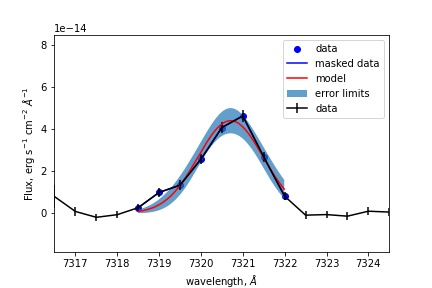 1e−14
8
6
4
2
0
7317 7318 7319 7320 7321 7322 7323 7324
wavelength, Å
Flux, erg s⁻¹ cm⁻² Å⁻¹
data
masked data
model
error limits
data